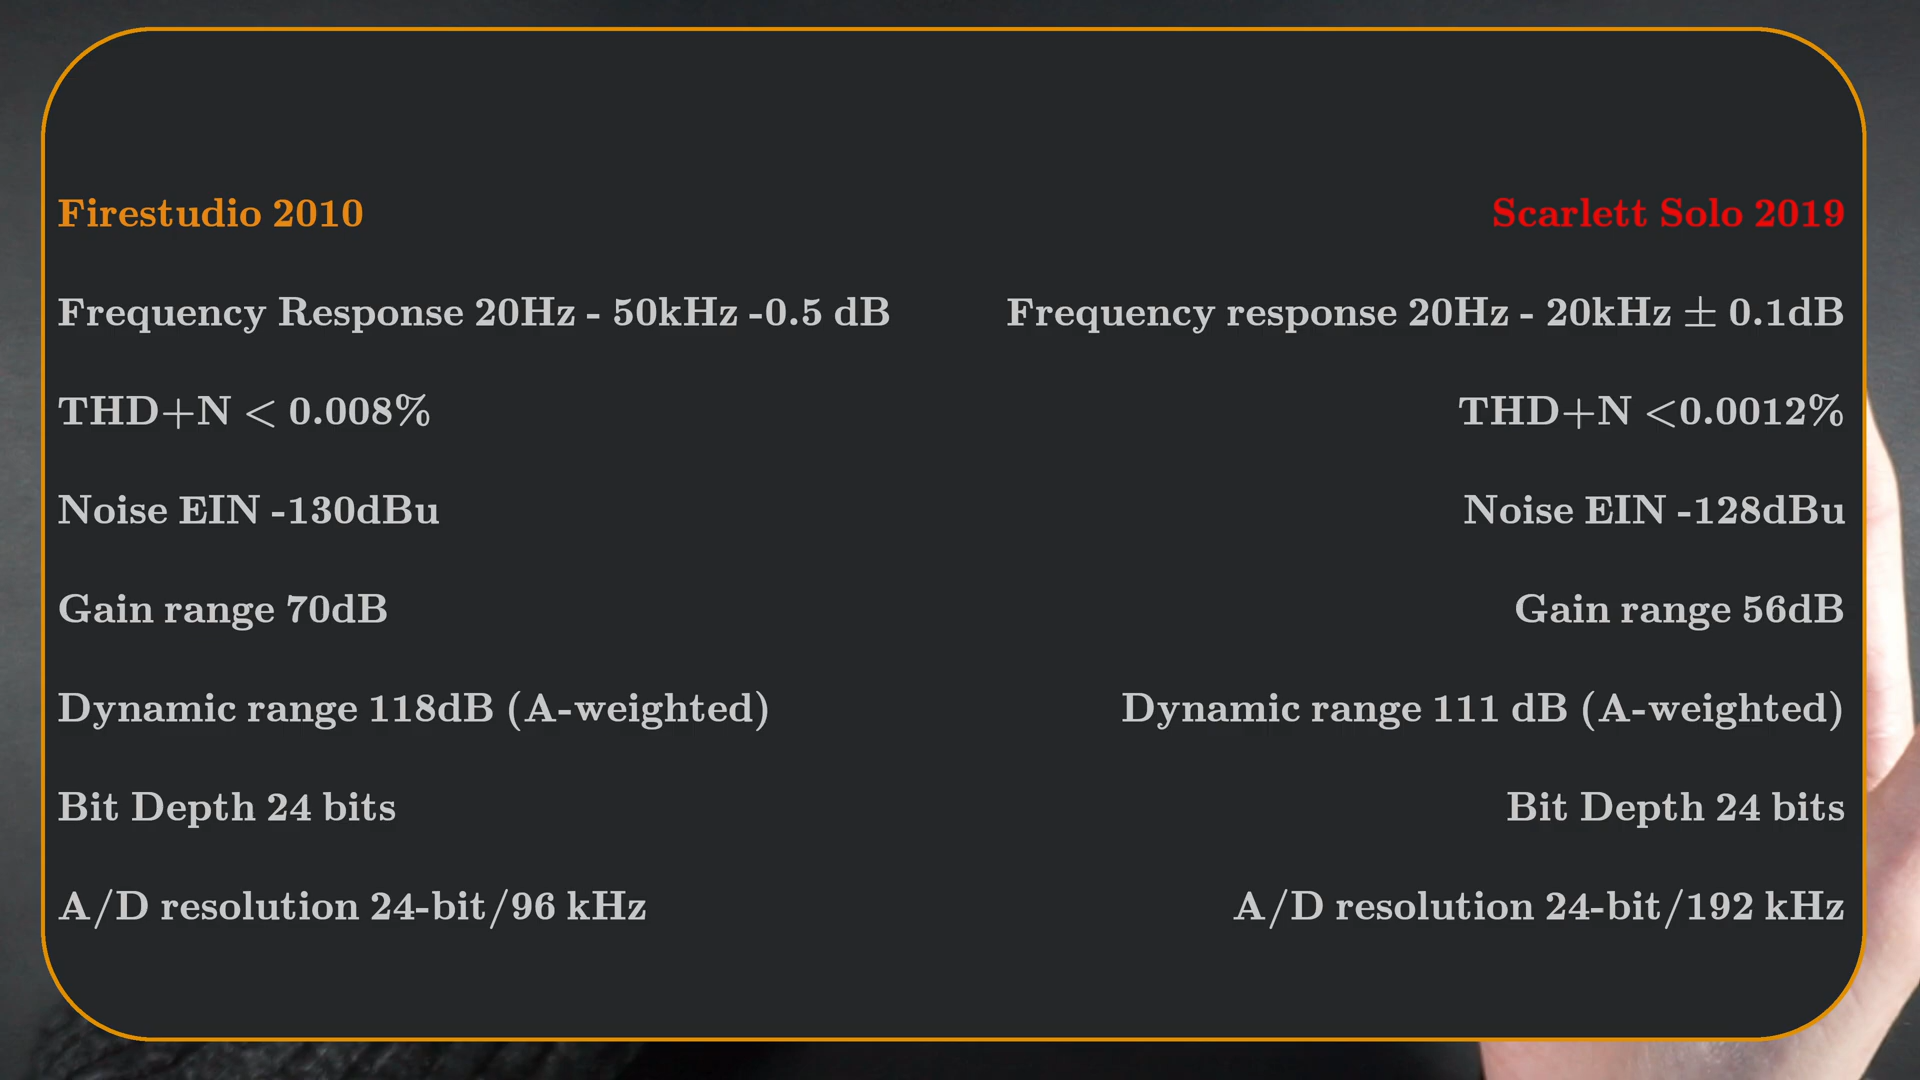 Firestudio 2010
Frequency Response 20Hz - 50kHz -0.5 dB
THD+N < 0.008%
Noise EIN -130dBu
Gain range 70dB
Dynamic range 118dB (A-weighted)
Bit Depth 24 bits
A/D resolution 24-bit/96 kHz
Scarlett Solo 2019
Frequency response 20Hz - 20kHz ± 0.1dB
THD+N <0.0012%
Noise EIN -128dBu
Gain range 56dB
Dynamic range 111 dB (A-weighted)
Bit Depth 24 bits
A/D resolution 24-bit/192 kHz